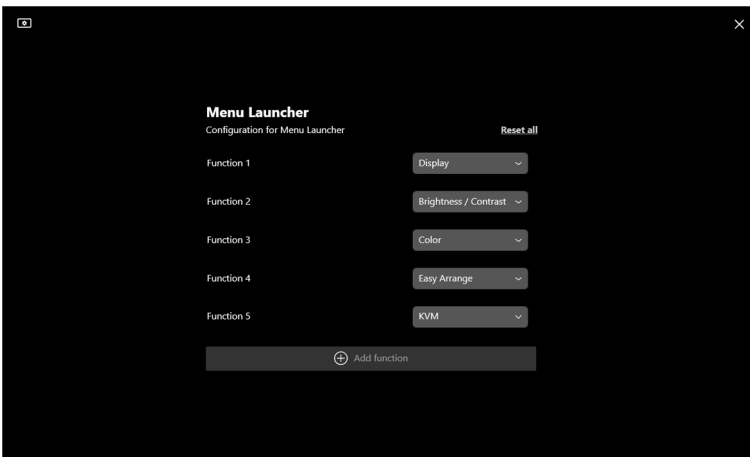 Menu Launcher
Configuration for Menu Launcher Reset all
Function 1 Display
Function 2 Brightness / Contrast
Function 3 Color
Function 4 Easy Arrange
Function 5 KVM
Add function